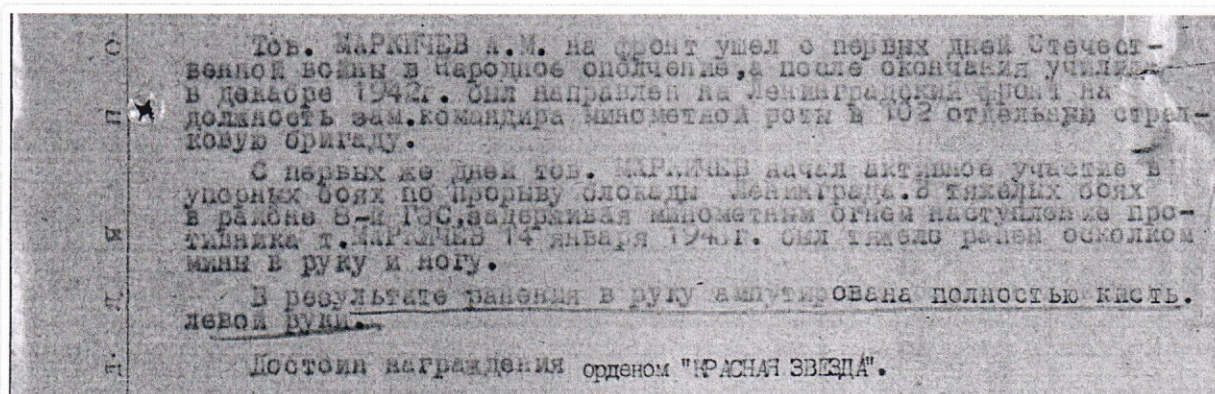 Тов. МАРКИЧЕВ А.М. на фронт ушел с первых дней Отечест-
венной войны в Народное ополчение, а после окончания училища
в декабре 1942г. был направлен на Ленинградский фронт на
должность зам.командира минометной роты в 102 отдельную стрел-
ковую бригаду.
С первых же дней тов. МАРКИЧЕВ начал активное участие в
упорных боях по прорыву блокады Ленинграда. В тяжелых боях
в районе 8-й ГЭС, задерживая минометным огнем наступление про-
тивника т.МАРКИЧЕВ 14 января 1943г. был тяжело ранен осколком
мины в руку и ногу.
В результате ранения в руку ампутирована полностью кисть.
левой руки.
Достоин награждения орденом "КРАСНАЯ ЗВЕЗДА".